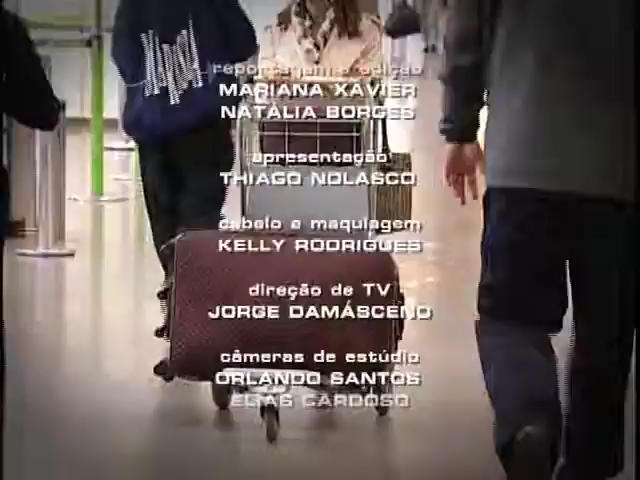 reportagem e edição
MARIANA XAVIER
NATÁLIA BORGES
apresentação
THIAGO NOLASCO
cabelo e maquiagem
KELLY RODRIGUES
direção de TV
JORGE DAMÁSCENO
câmeras de estúdio
ORLANDO SANTOS
ELIAS CARDOSO